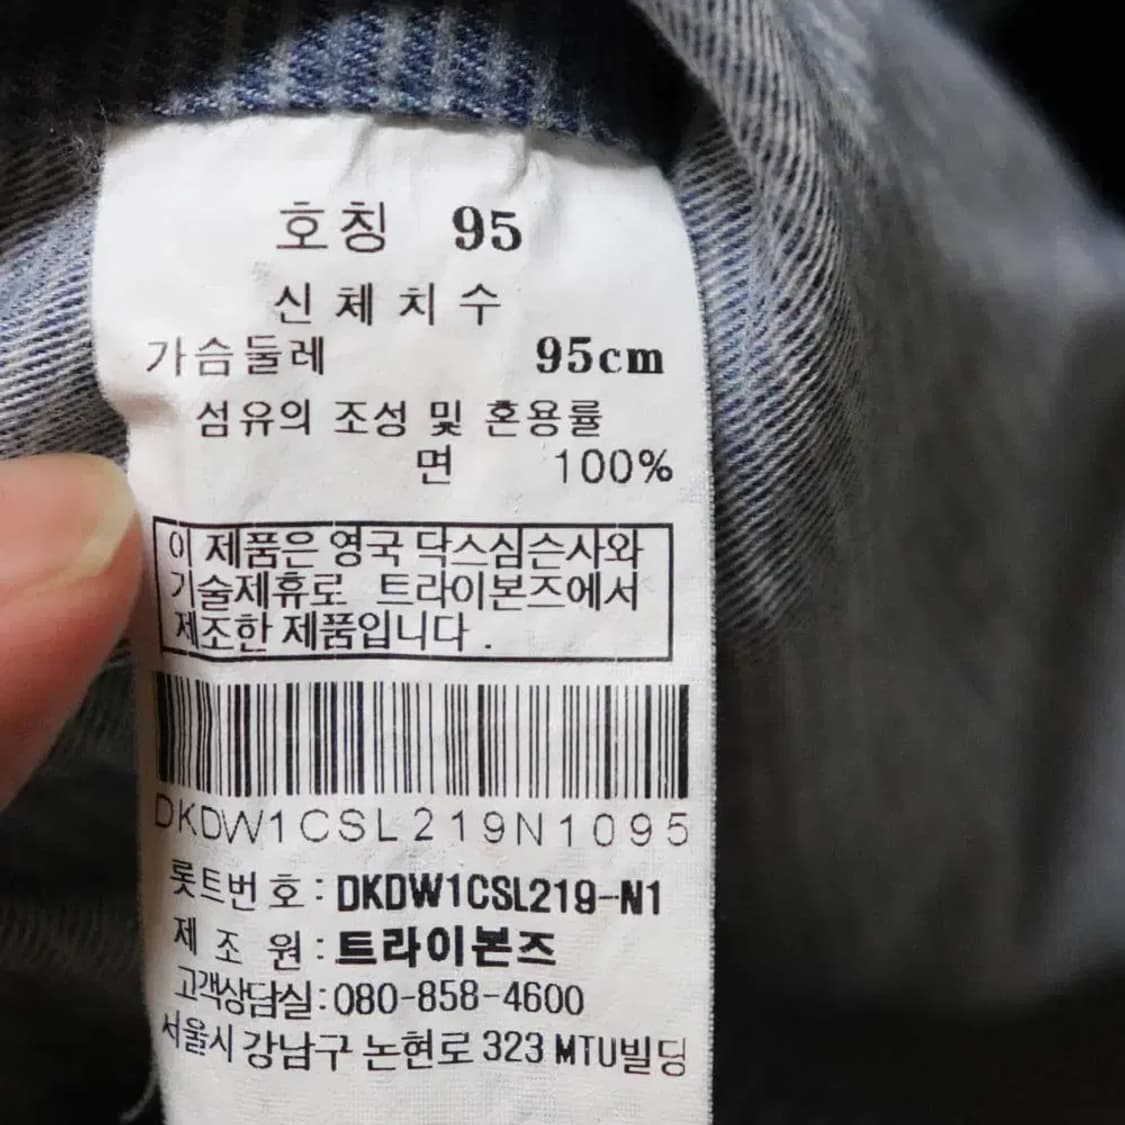 호칭 95
신체치수
가슴둘레 95cm
섬유의 조성 및 혼용률
면 100%
이 제품은 영국 닥스심슨사와
기술제휴로 트라이본즈에서
제조한 제품입니다.
DKDW1CSL219N1095
롯트번호:DKDW1CSL219-N1
제조원:트라이본즈
고객상담실:080-858-4600
서울시 강남구 논현로 323 MTU빌딩